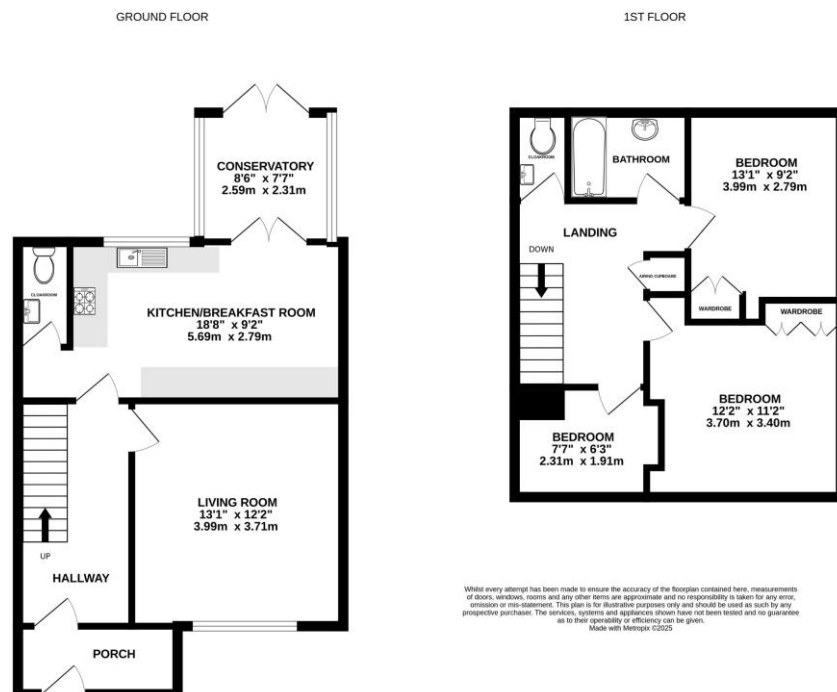 GROUND FLOOR
CONSERVATORY
8'6" x 7'7"
2.59m x 2.31m
CLOAKROOM
KITCHEN/BREAKFAST ROOM
18'8" x 9'2"
5.69m x 2.79m
LIVING ROOM
13'1" x 12'2"
3.99m x 3.71m
UP
HALLWAY
PORCH
1ST FLOOR
CLOAKROOM
BATHROOM
BEDROOM
13'1" x 9'2"
3.99m x 2.79m
LANDING
DOWN
AIRING CUPBOARD
WARDROBE
WARDROBE
BEDROOM
12'2" x 11'2"
3.70m x 3.40m
BEDROOM
7'7" x 6'3"
2.31m x 1.91m
Whilst every attempt has been made to ensure the accuracy of the floorplan contained here, measurements
of doors, windows, rooms and any other items are approximate and no responsibility is taken for any error,
omission or mis-statement. This plan is for illustrative purposes only and should be used as such by any
prospective purchaser. The services, systems and appliances shown have not been tested and no guarantee
as to their operability or efficiency can be given.
Made with Metropix ©2025